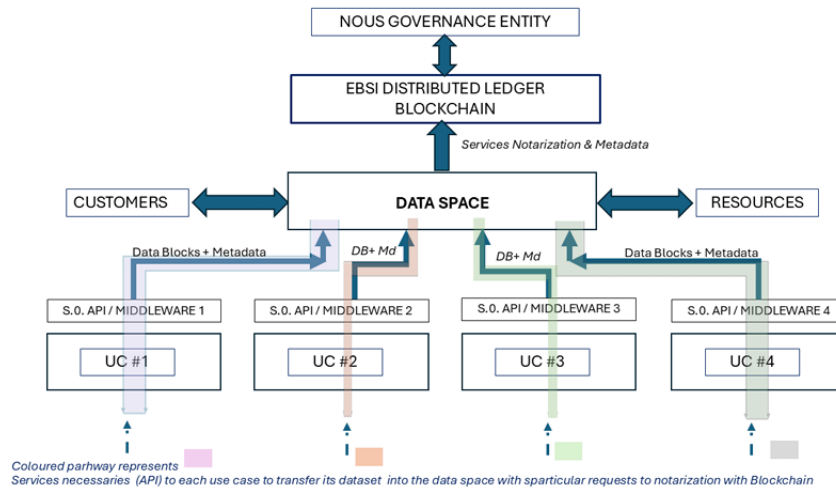 NOUS GOVERNANCE ENTITY
EBSI DISTRIBUTED LEDGER
BLOCKCHAIN
Services Notarization & Metadata
CUSTOMERS
DATA SPACE
RESOURCES
Data Blocks + Metadata
DB+ Md
DB+ Md
Data Blocks + Metadata
S.0. API / MIDDLEWARE 1
S.0. API / MIDDLEWARE 2
S.0. API / MIDDLEWARE 3
S.0. API / MIDDLEWARE 4
UC #1
UC #2
UC #3
UC #4
Coloured parhway represents
Services necessaries (API) to each use case to transfer its dataset into the data space with sparticular requests to notarization with Blockchain